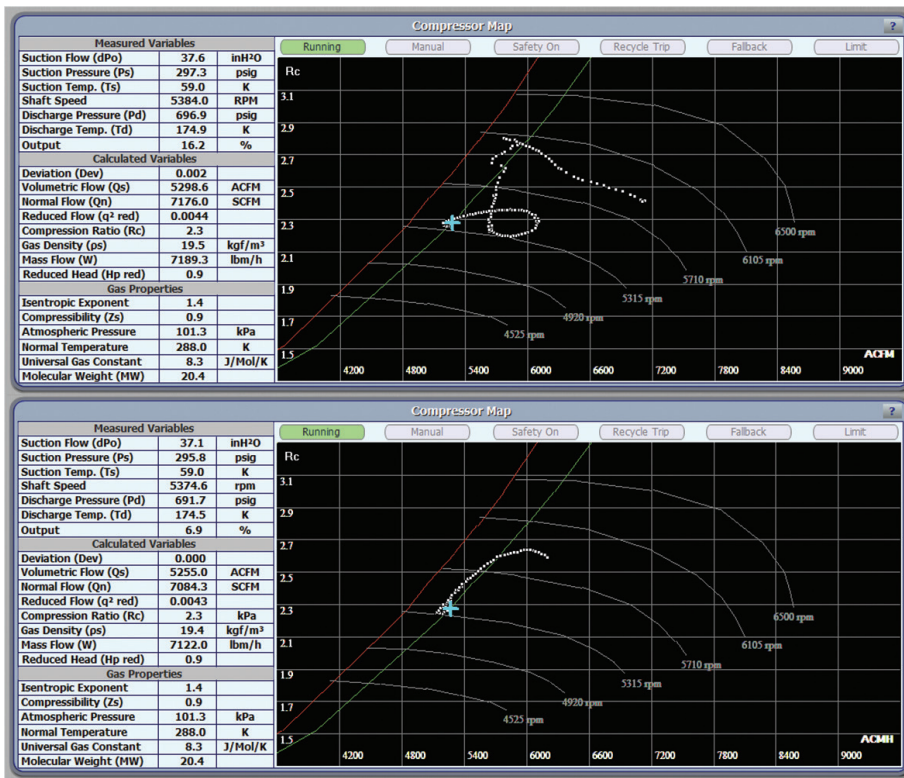 Compressor Map ?
Measured Variables Running Manual Safety On Recycle Trip Fallback Limit
Suction Flow (dPo) 37.6 inH²O
Suction Pressure (Ps) 297.3 psig
Suction Temp. (Ts) 59.0 K
Shaft Speed 5384.0 RPM
Discharge Pressure (Pd) 696.9 psig
Discharge Temp. (Td) 174.9 K
Output 16.2 %
Calculated Variables
Deviation (Dev) 0.002
Volumetric Flow (Qs) 5298.6 ACFM
Normal Flow (Qn) 7176.0 SCFM
Reduced Flow (q² red) 0.0044
Compression Ratio (Rc) 2.3
Gas Density (ρs) 19.5 kgf/m³
Mass Flow (W) 7189.3 lbm/h
Reduced Head (Hp red) 0.9
Gas Properties
Isentropic Exponent 1.4
Compressibility (Zs) 0.9
Atmospheric Pressure 101.3 kPa
Normal Temperature 288.0 K
Universal Gas Constant 8.3 J/Mol/K
Molecular Weight (MW) 20.4
Rc
3.1
2.9
2.7
2.5
2.3
2.1
1.9
1.7
1.5
6500 rpm
6105 rpm
5710 rpm
5315 rpm
4920 rpm
4525 rpm
ACFM
4200 4800 5400 6000 6600 7200 7800 8400 9000
Compressor Map ?
Measured Variables Running Manual Safety On Recycle Trip Fallback Limit
Suction Flow (dPo) 37.1 inH²O
Suction Pressure (Ps) 295.8 psig
Suction Temp. (Ts) 59.0 K
Shaft Speed 5374.6 rpm
Discharge Pressure (Pd) 691.7 psig
Discharge Temp. (Td) 174.5 K
Output 6.9 %
Calculated Variables
Deviation (Dev) 0.000
Volumetric Flow (Qs) 5255.0 ACFM
Normal Flow (Qn) 7084.3 SCFM
Reduced Flow (q² red) 0.0043
Compression Ratio (Rc) 2.3 kPa
Gas Density (ρs) 19.4 kgf/m³
Mass Flow (W) 7122.0 lbm/h
Reduced Head (Hp red) 0.9
Gas Properties
Isentropic Exponent 1.4
Compressibility (Zs) 0.9
Atmospheric Pressure 101.3 kPa
Normal Temperature 288.0 K
Universal Gas Constant 8.3 J/Mol/K
Molecular Weight (MW) 20.4
Rc
3.1
2.9
2.7
2.5
2.3
2.1
1.9
1.7
1.5
6500 rpm
6105 rpm
5710 rpm
5315 rpm
4920 rpm
4525 rpm
ACMH
4200 4800 5400 6000 6600 7200 7800 8400 9000